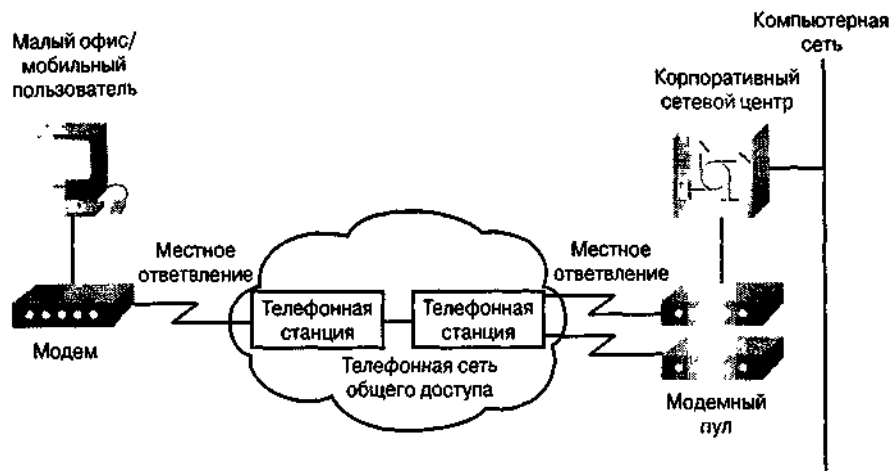 Малый офис/
мобильный
пользователь
Компьютерная
сеть
Корпоративный
сетевой центр
Местное
ответвление
Местное
ответвление
Телефонная
станция
Телефонная
станция
Модем
Телефонная сеть
общего доступа
Модемный
пул